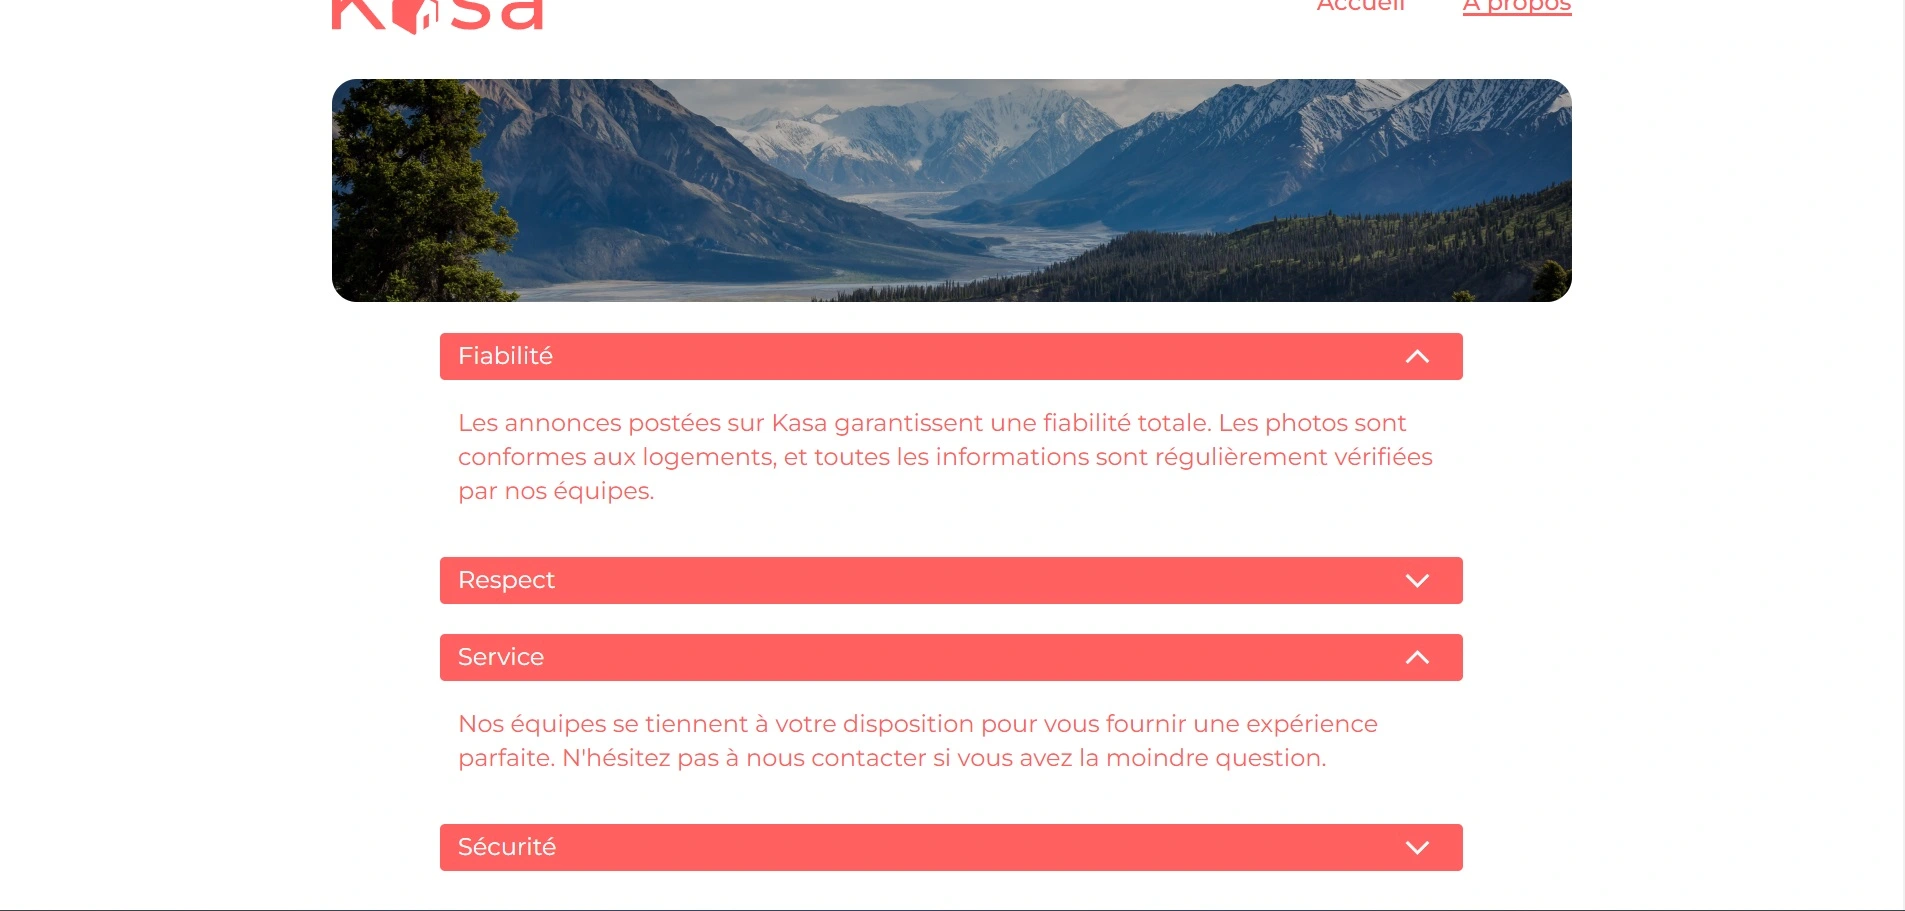 Kasa
Accueil
A propos
Fiabilité
Les annonces postées sur Kasa garantissent une fiabilité totale. Les photos sont
conformes aux logements, et toutes les informations sont régulièrement vérifiées
par nos équipes.
Respect
Service
Nos équipes se tiennent à votre disposition pour vous fournir une expérience
parfaite. N'hésitez pas à nous contacter si vous avez la moindre question.
Sécurité